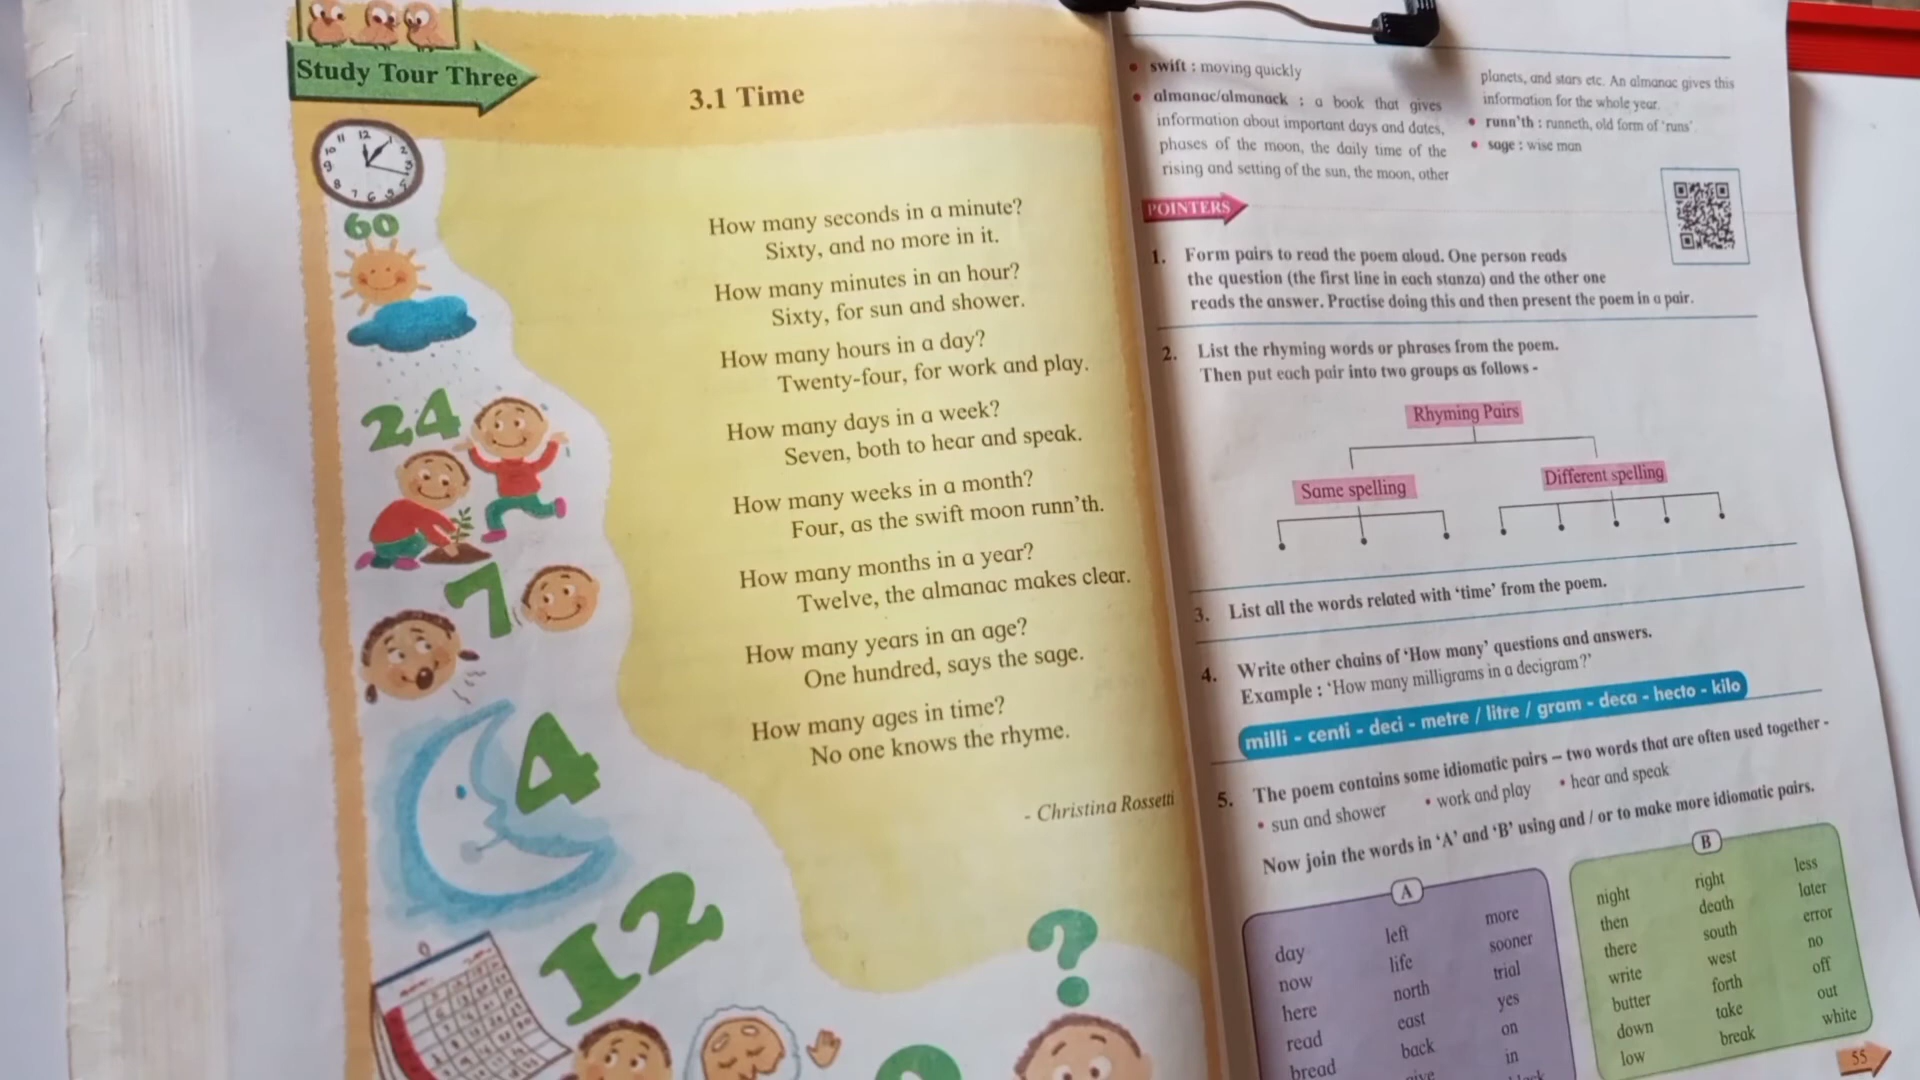 Study Tour Three
3.1 Time
12
60
24
7
4
12
?
How many seconds in a minute?
Sixty, and no more in it.
How many minutes in an hour?
Sixty, for sun and shower.
How many hours in a day?
Twenty-four, for work and play.
How many days in a week?
Seven, both to hear and speak.
How many weeks in a month?
Four, as the swift moon runn'th.
How many months in a year?
Twelve, the almanac makes clear.
How many years in an age?
One hundred, says the sage.
How many ages in time?
No one knows the rhyme.
- Christina Rossetti
• swift : moving quickly
• almanac/almanack : a book that gives
information about important days and dates,
phases of the moon, the daily time of the
rising and setting of the sun, the moon, other
planets, and stars etc. An almanac gives this
information for the whole year.
• runn'th : runneth, old form of 'runs'.
• sage : wise man
POINTERS
1. Form pairs to read the poem aloud. One person reads
the question (the first line in each stanza) and the other one
reads the answer. Practise doing this and then present the poem in a pair.
2. List the rhyming words or phrases from the poem.
Then put each pair into two groups as follows -
Rhyming Pairs
Same spelling
Different spelling
3. List all the words related with 'time' from the poem.
4. Write other chains of 'How many' questions and answers.
Example : 'How many milligrams in a decigram?'
milli - centi - deci - metre / litre / gram - deca - hecto - kilo
5. The poem contains some idiomatic pairs – two words that are often used together -
• sun and shower • work and play • hear and speak
Now join the words in 'A' and 'B' using and / or to make more idiomatic pairs.
A
day left more
now life sooner
here north trial
read east yes
bread back on
in
B
night right less
then death later
there south error
write west no
butter forth off
down take out
low break white
55